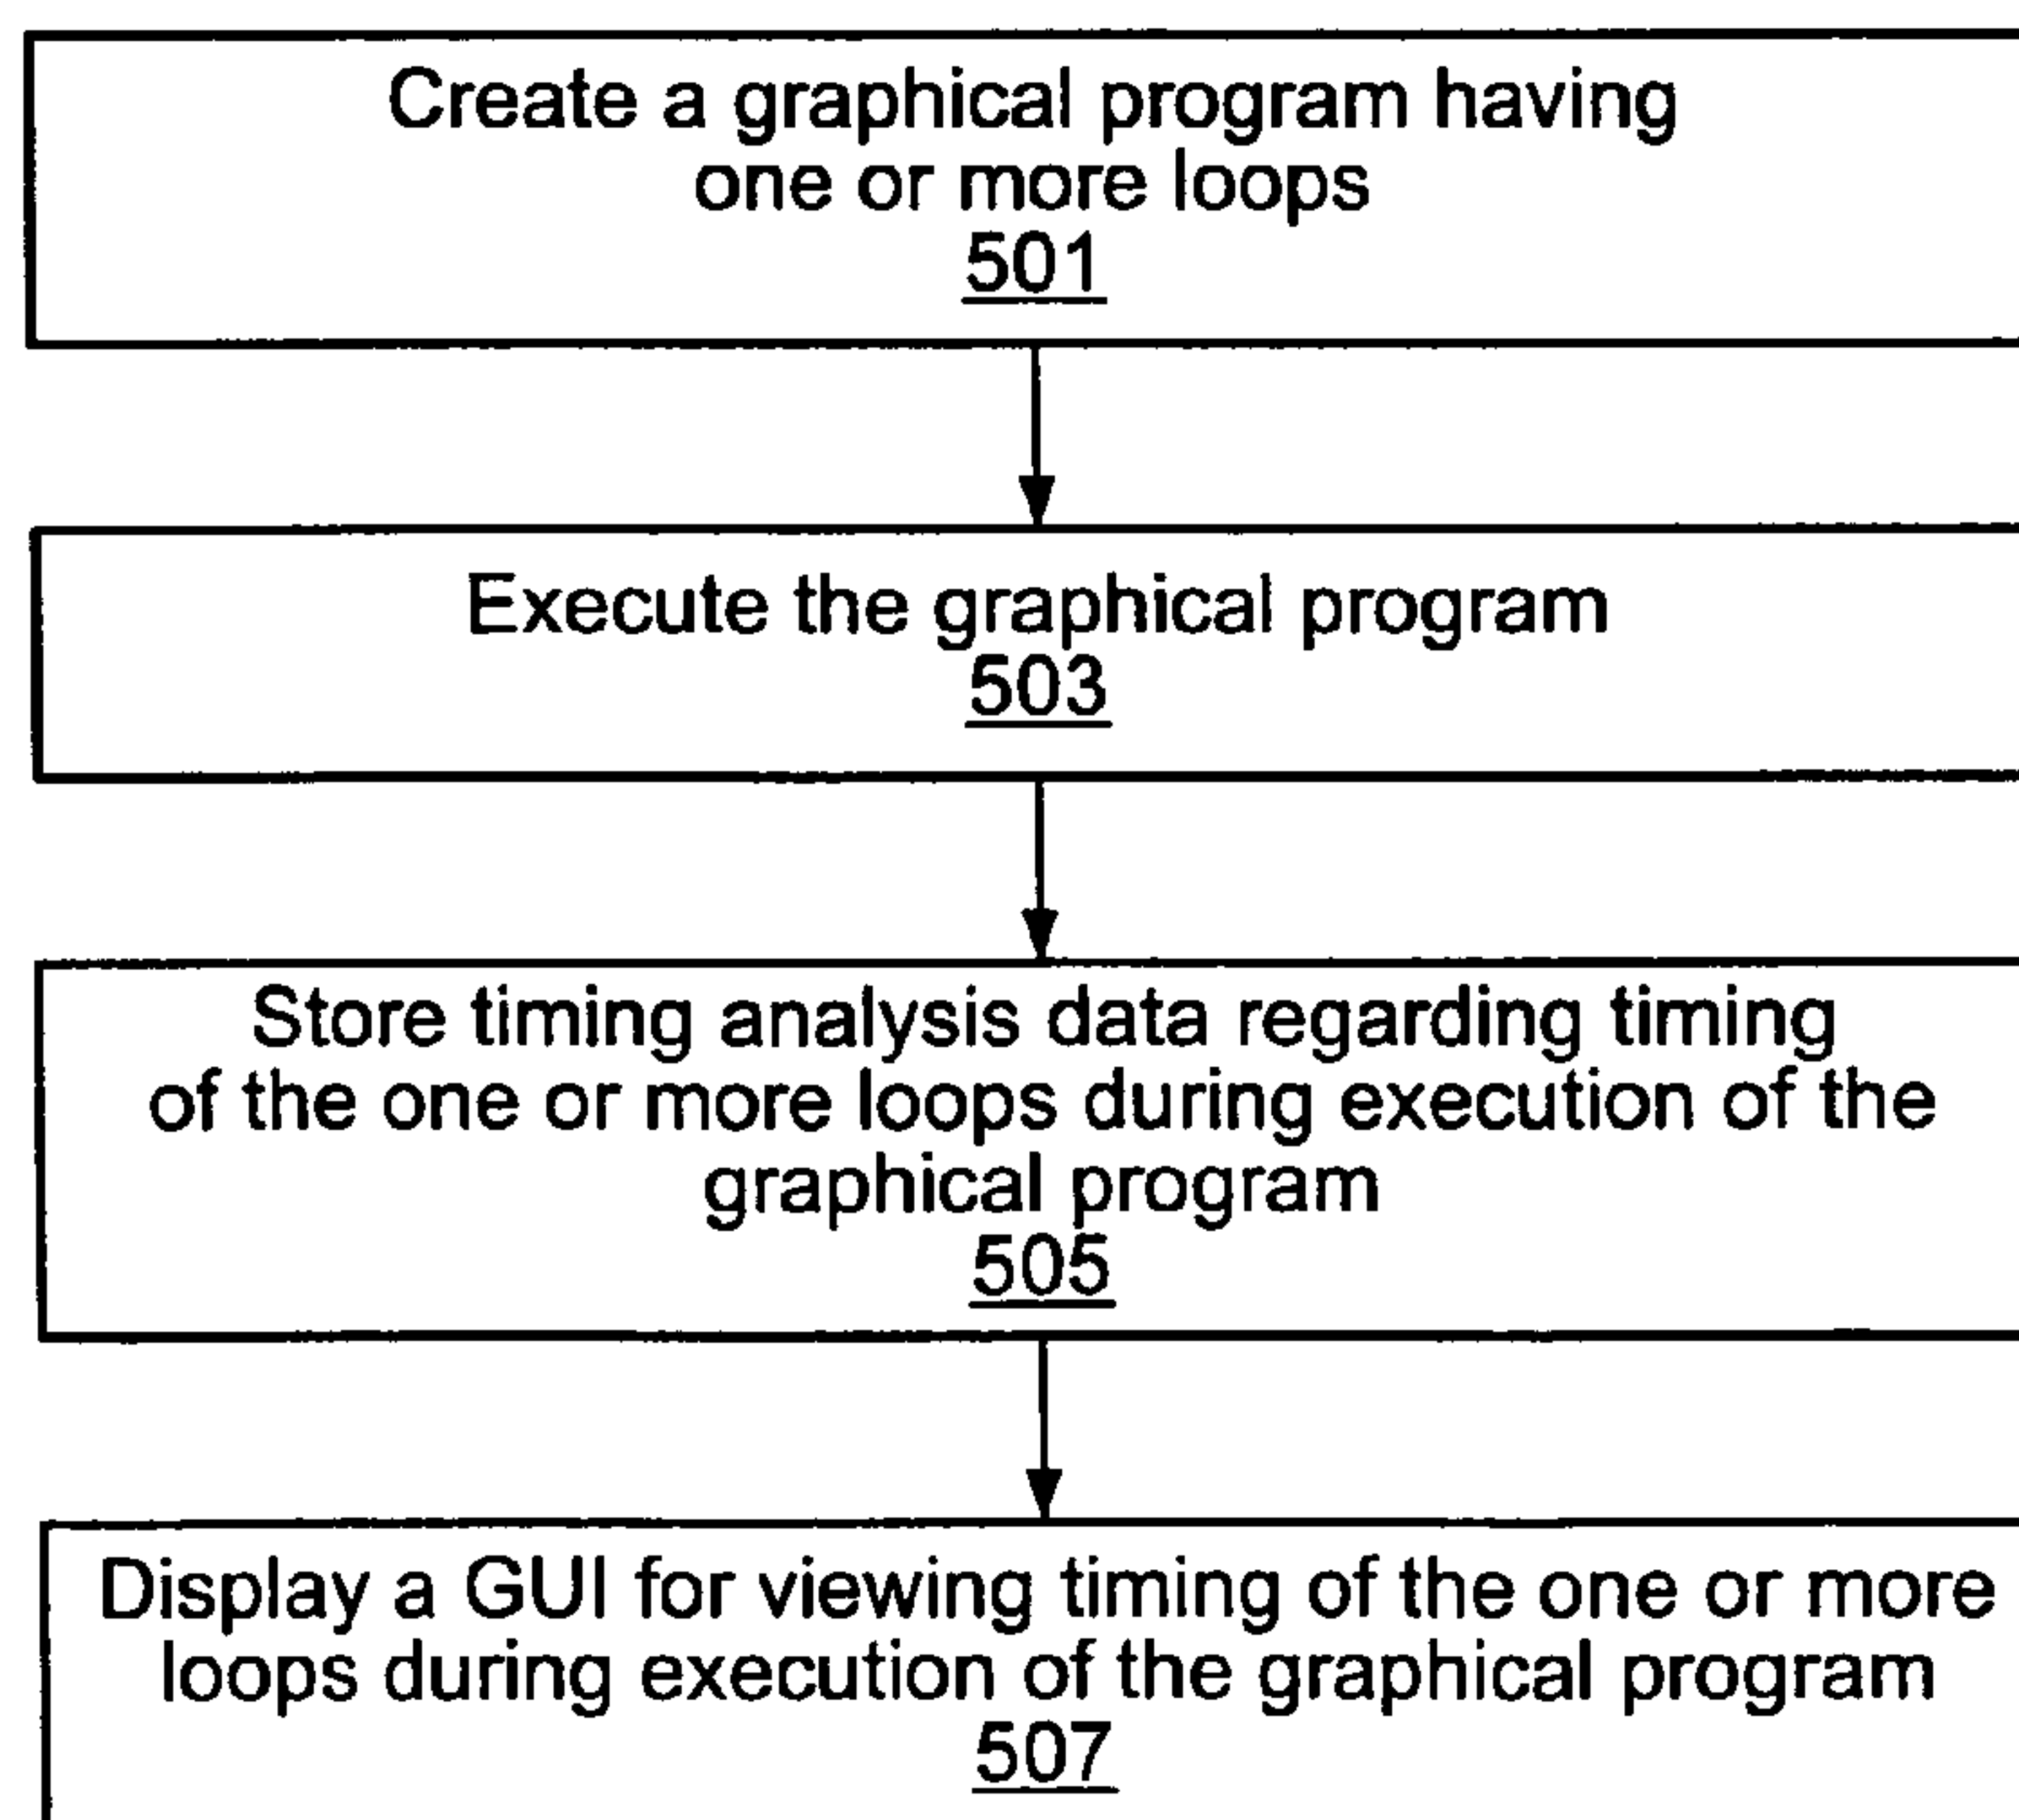 Create a graphical program having
one or more loops
501
Execute the graphical program
503
Store timing analysis data regarding timing
of the one or more loops during execution of the
graphical program
505
Display a GUI for viewing timing of the one or more
loops during execution of the graphical program
507